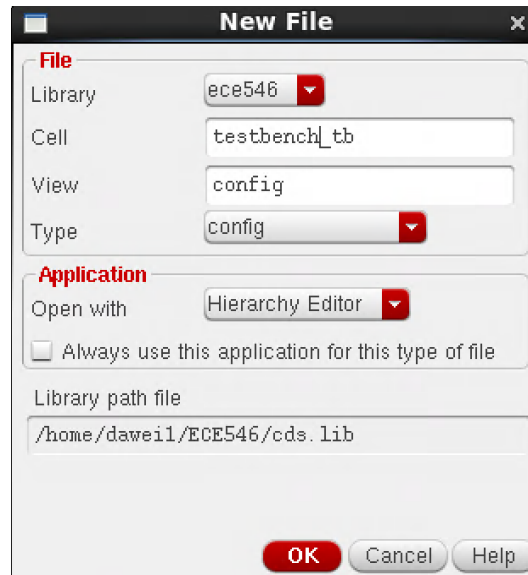 New File
File
Library ece546
Cell testbench_tb
View config
Type config
Application
Open with Hierarchy Editor
Always use this application for this type of file
Library path file
/home/dawei1/ECE546/cds.lib
OK Cancel Help